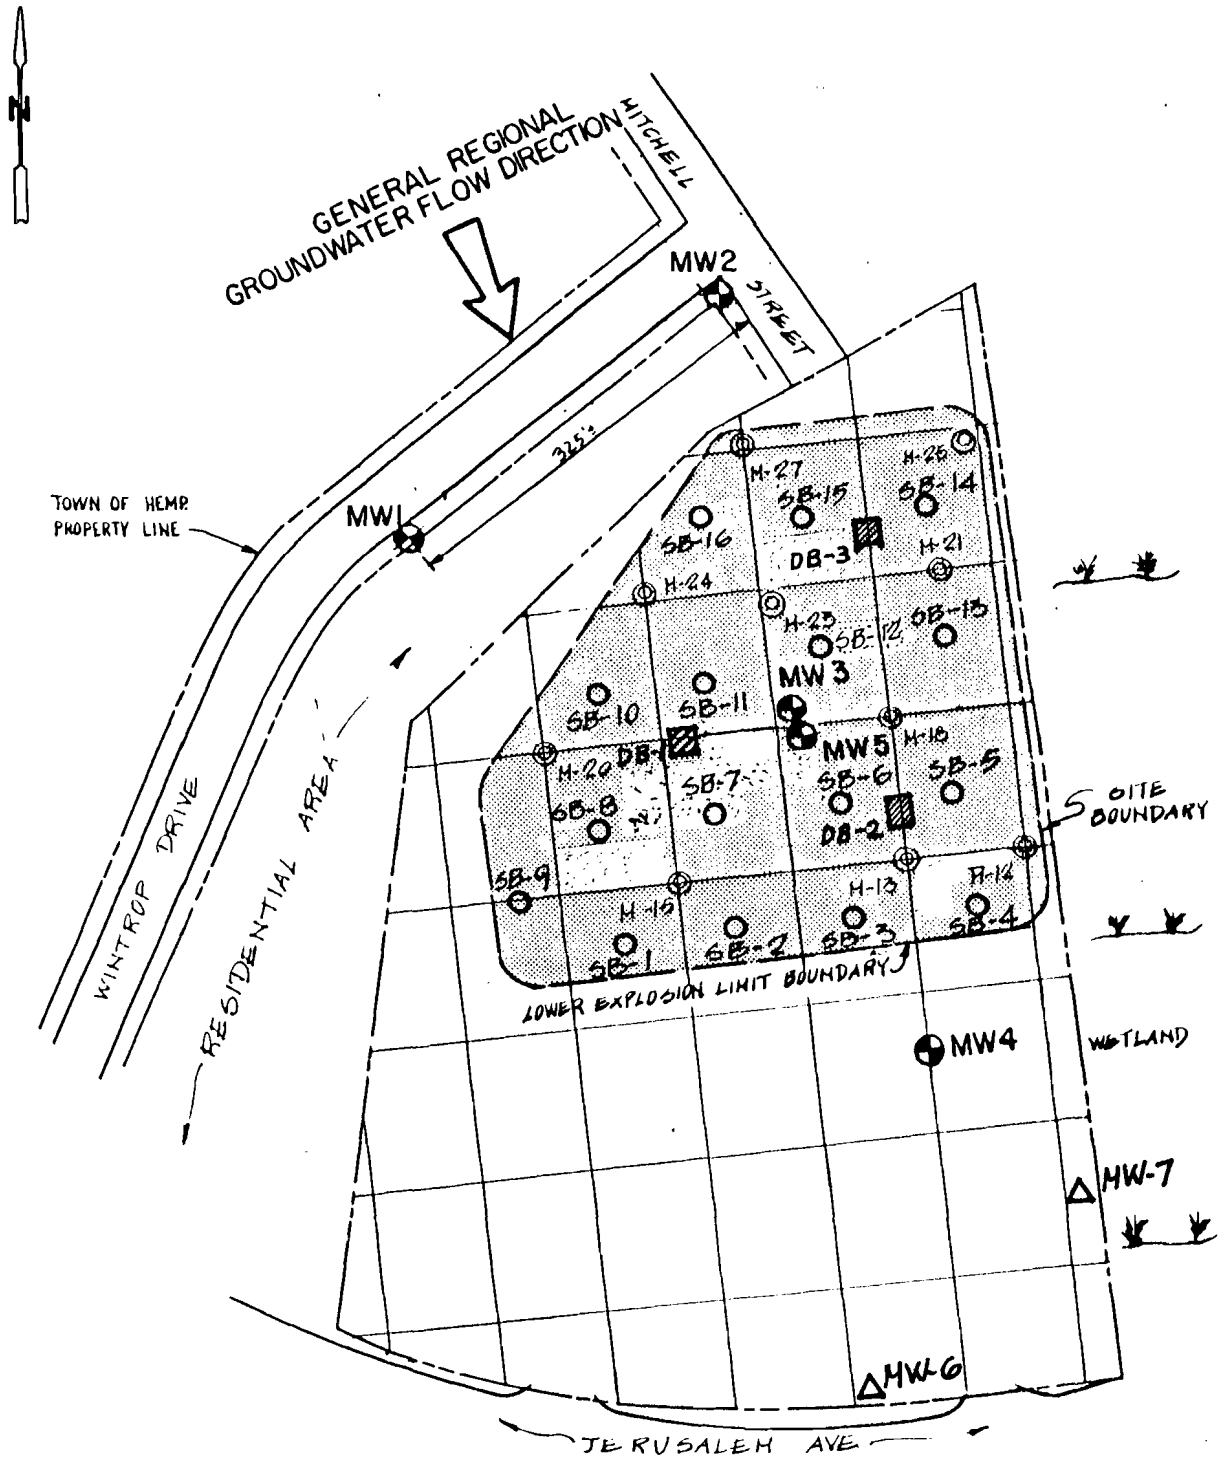 N
MITCHELL
GENERAL REGIONAL
GROUNDWATER FLOW DIRECTION
MW2
STREET
325'±
TOWN OF HEMP.
PROPERTY LINE
MW1
H-27
H-26
SB-15
SB-14
SB-16
DB-3
H-21
H-24
H-23
SB-12
SB-13
MW3
SB-10
SB-11
H-20
DB-1
MW5
H-18
SB-7
SB-6
SB-5
SB-8
DB-2
SITE
BOUNDARY
WINTROP DRIVE
RESIDENTIAL AREA
SB-9
H-15
H-13
H-12
SB-1
SB-2
SB-3
SB-4
LOWER EXPLOSION LIMIT BOUNDARY
MW4
WETLAND
MW-7
MW-6
JERUSALEM AVE